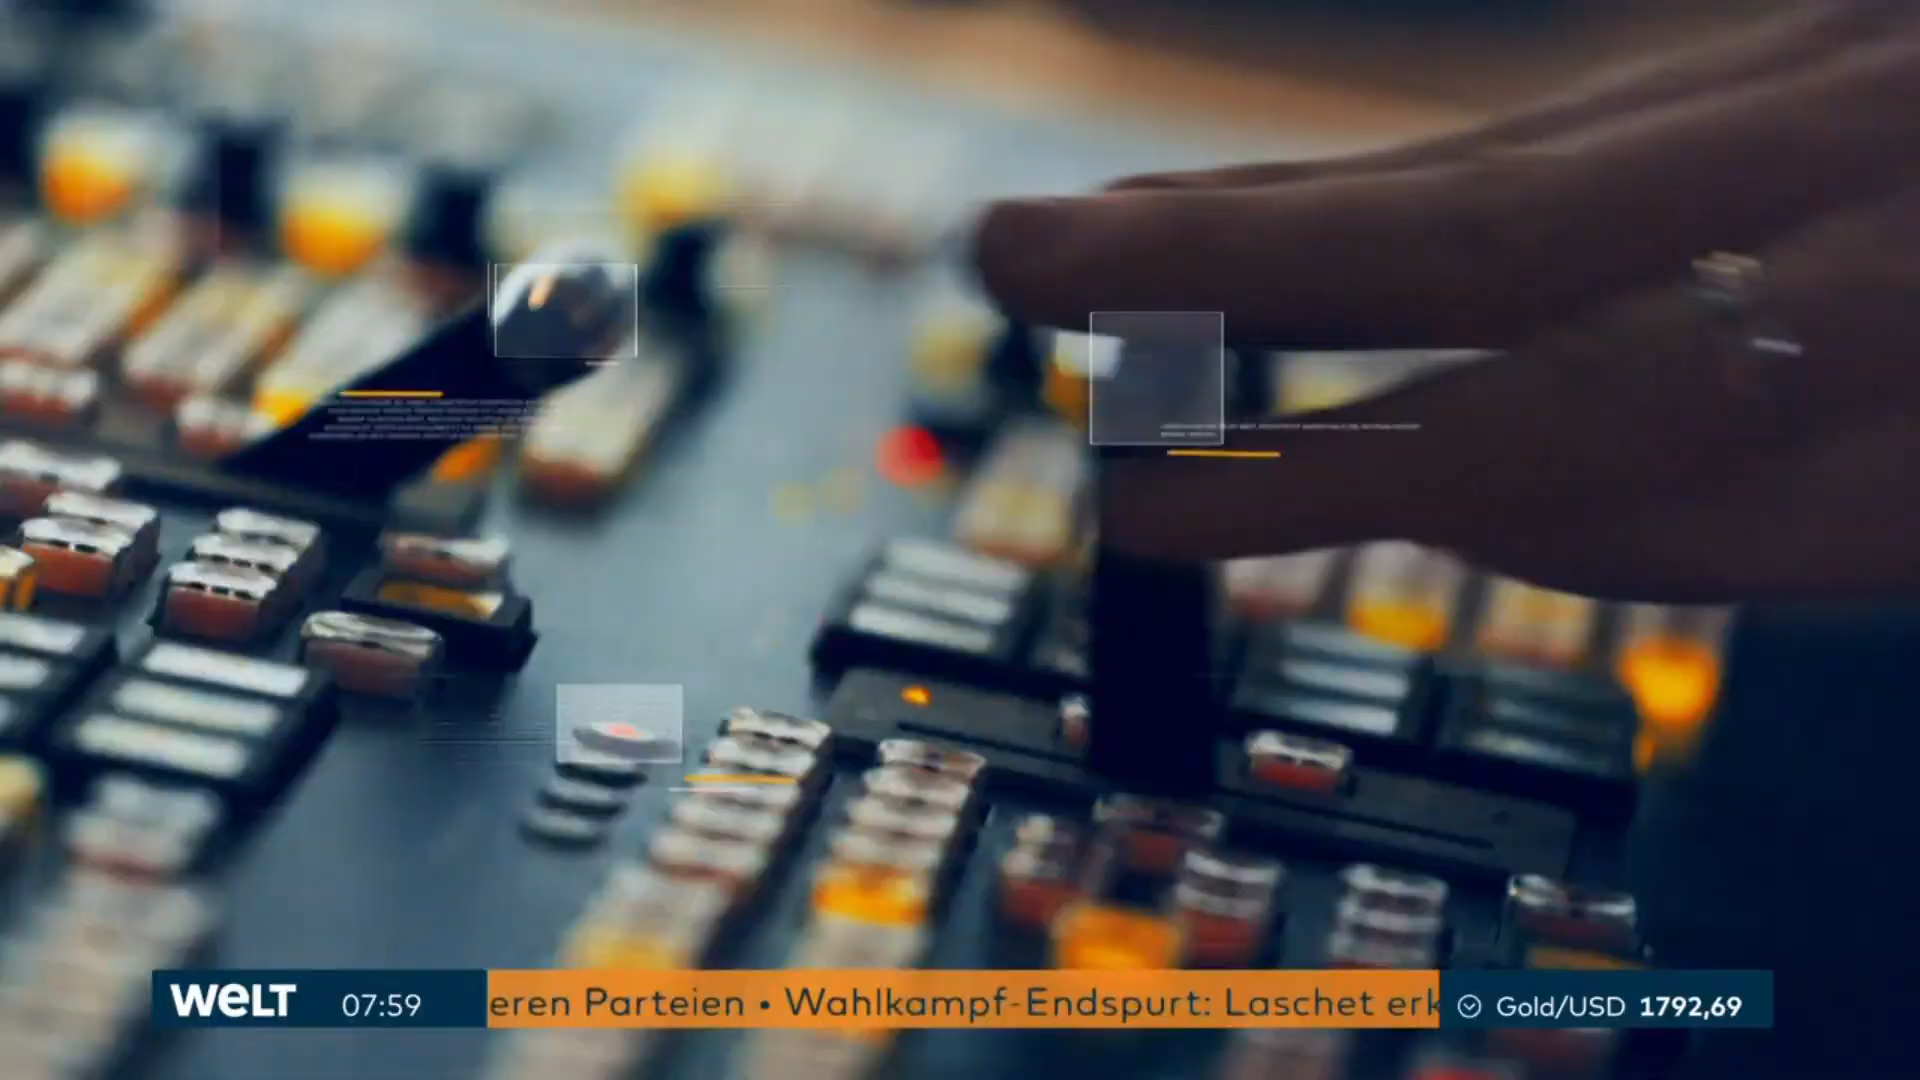 WELT 07:59 eren Parteien • Wahlkampf-Endspurt: Laschet erk Gold/USD 1792,69